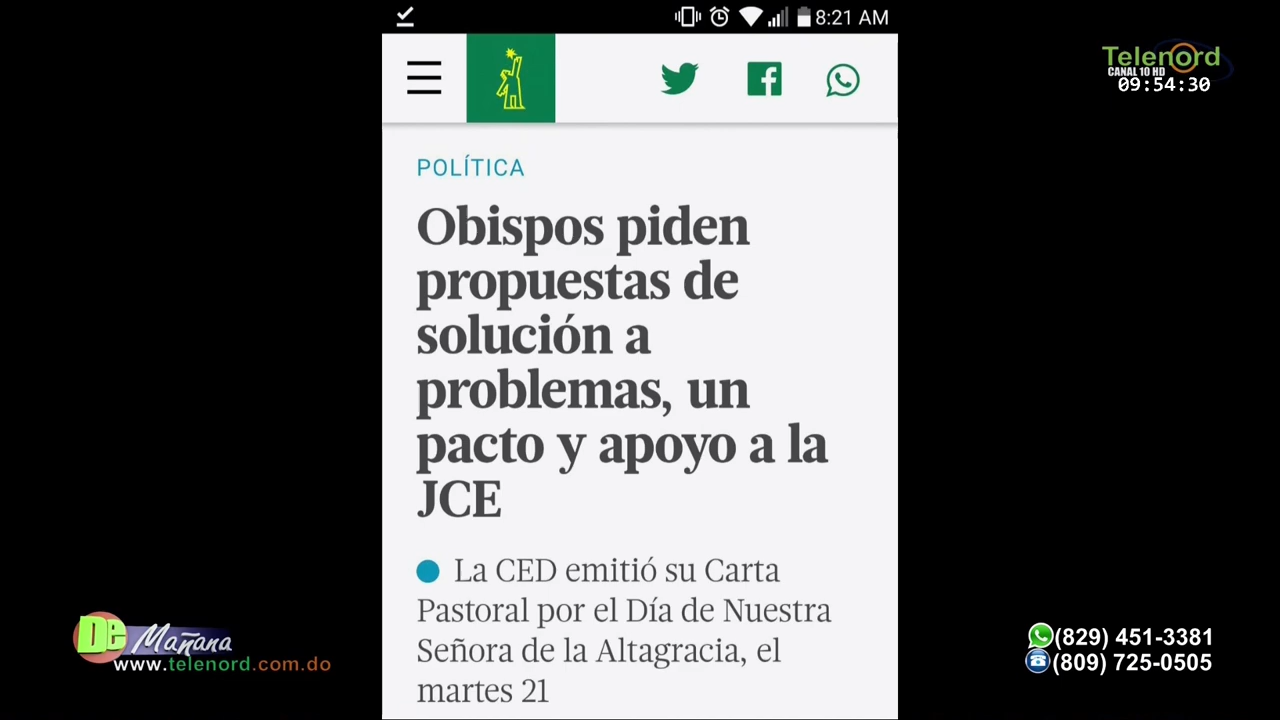 8:21 AM
Telenord
CANAL 10 HD
09:54:30
POLÍTICA
Obispos piden
propuestas de
solución a
problemas, un
pacto y apoyo a la
JCE
La CED emitió su Carta
Pastoral por el Día de Nuestra
Señora de la Altagracia, el
martes 21
De Mañana
www.telenord.com.do
(829) 451-3381
(809) 725-0505